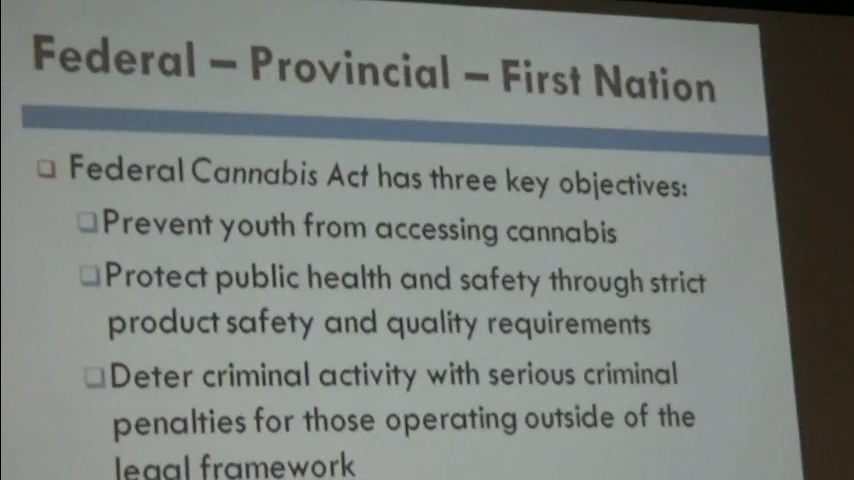 Federal – Provincial – First Nation
Federal Cannabis Act has three key objectives:
Prevent youth from accessing cannabis
Protect public health and safety through strict
product safety and quality requirements
Deter criminal activity with serious criminal
penalties for those operating outside of the
legal framework